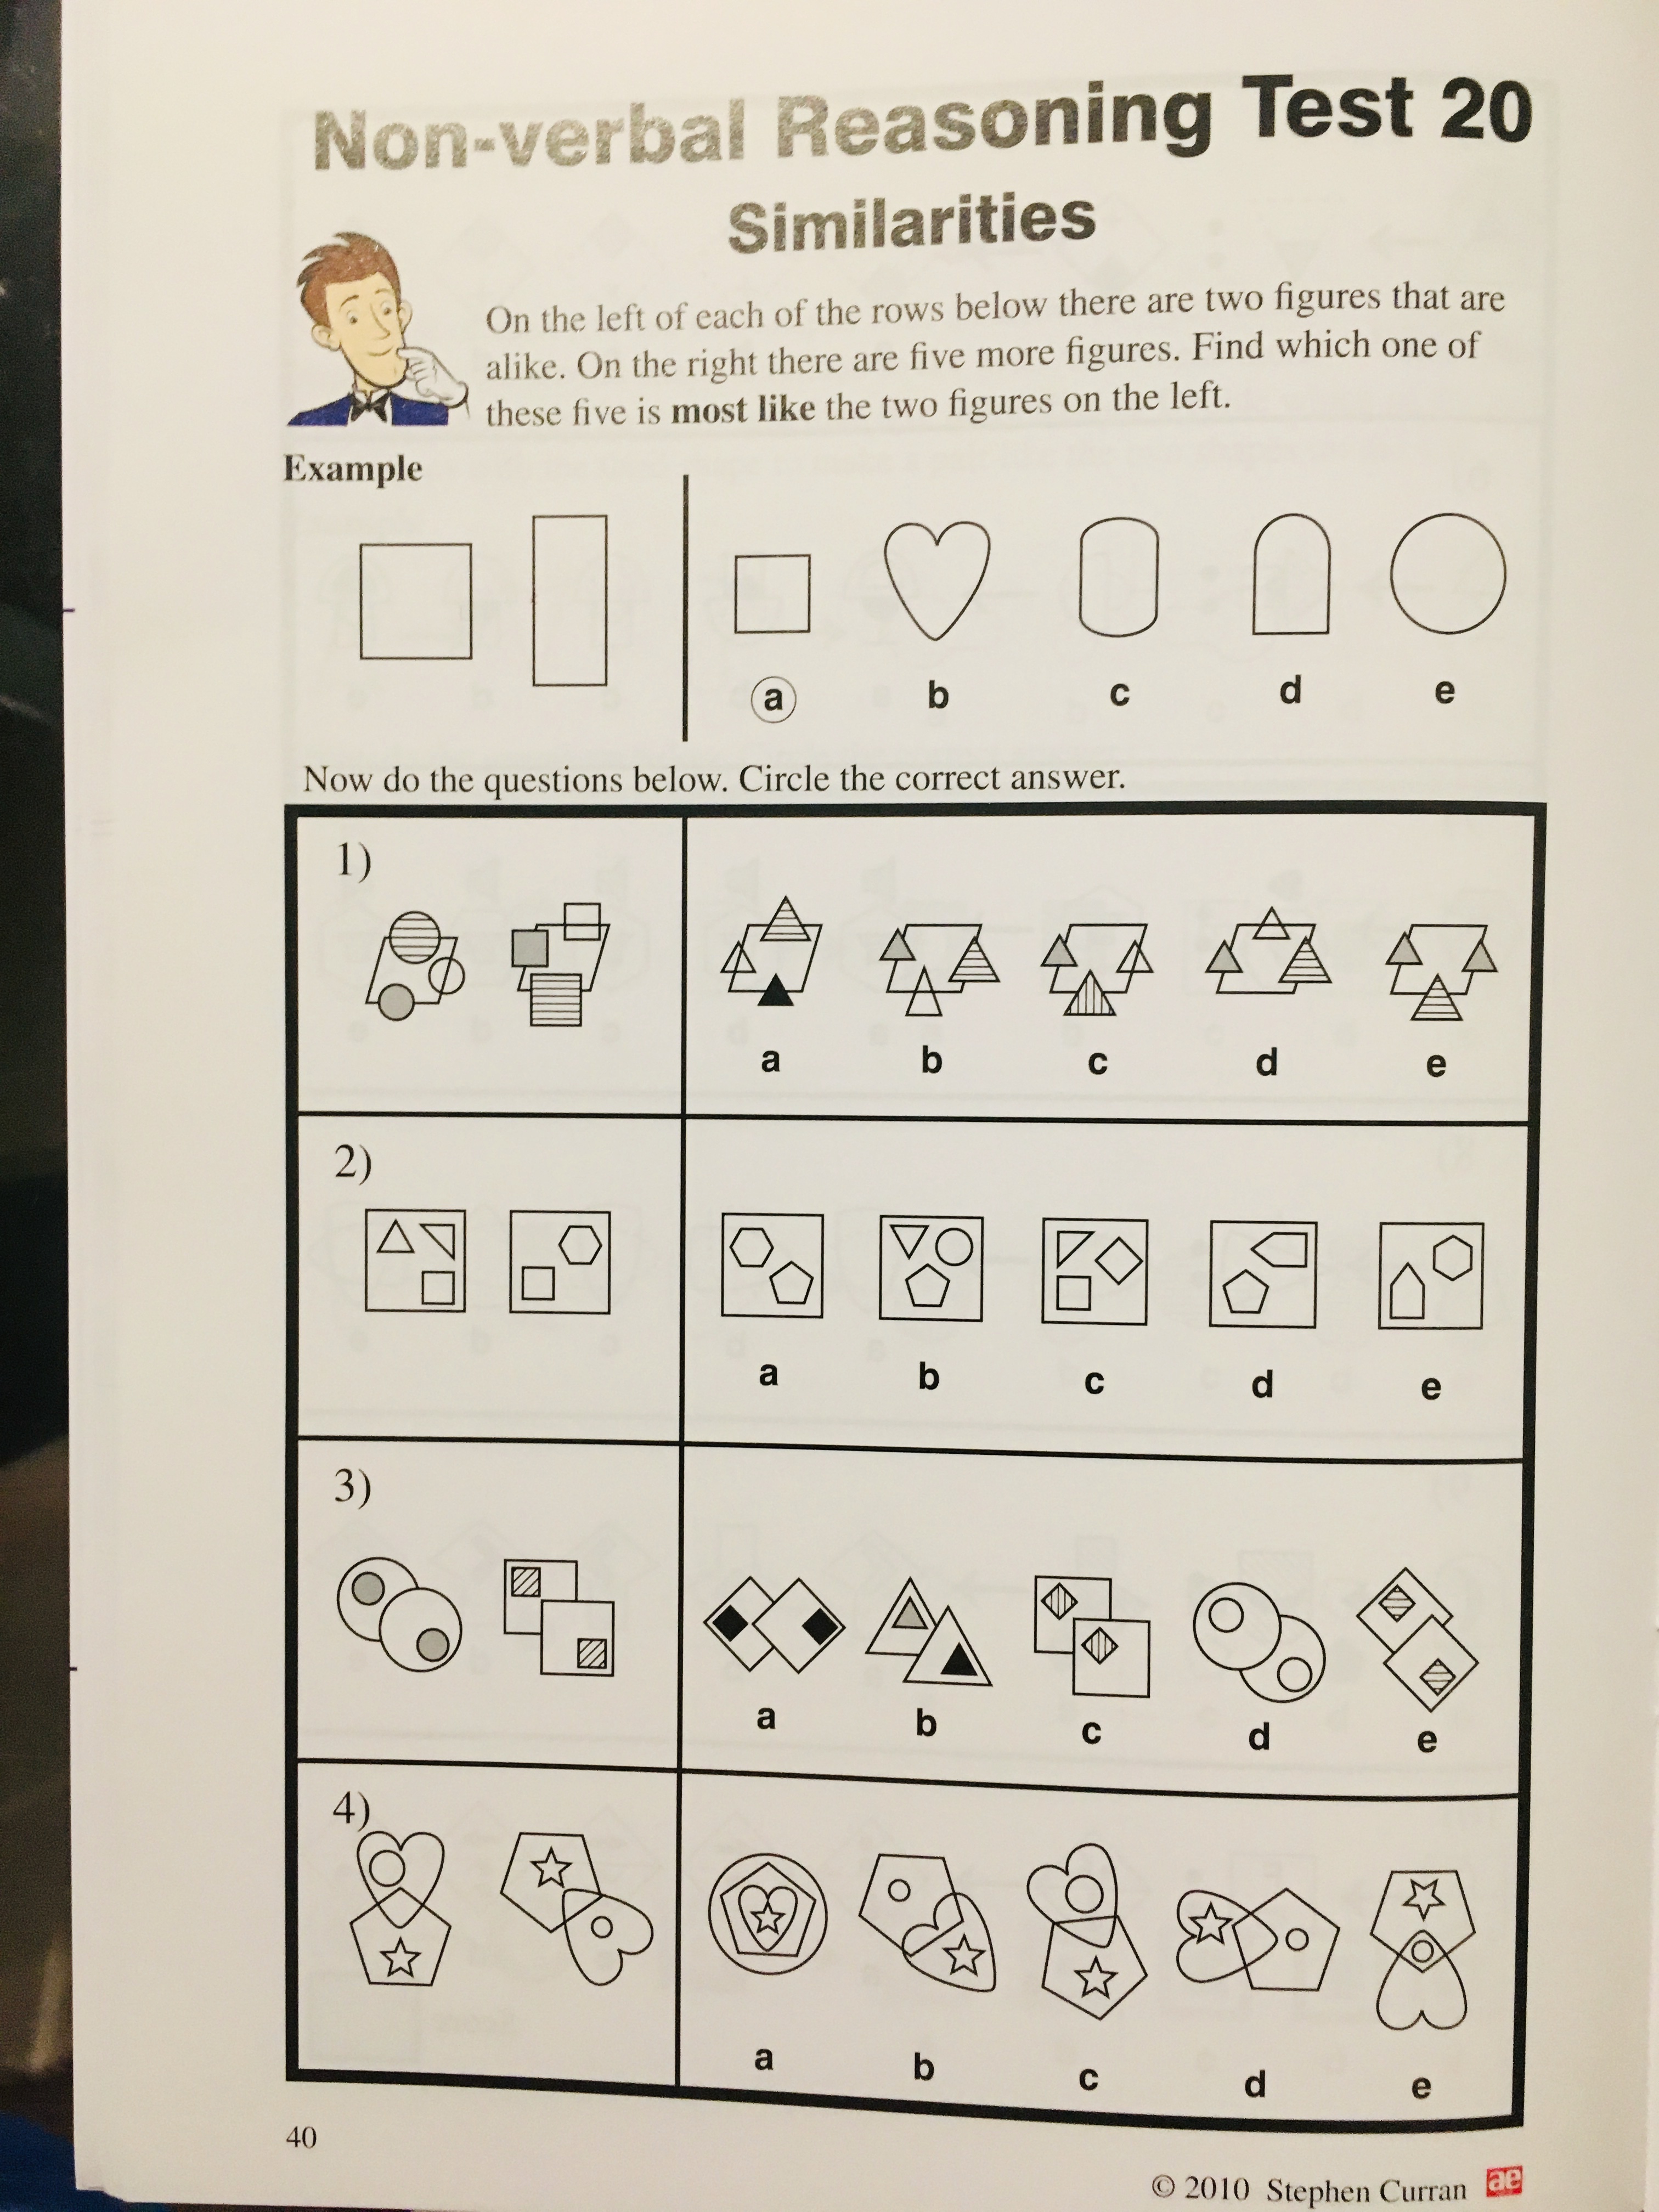 Non-verbal Reasoning Test 20
Similarities
On the left of each of the rows below there are two figures that are
alike. On the right there are five more figures. Find which one of
these five is most like the two figures on the left.
Example
a b c d e
Now do the questions below. Circle the correct answer.
1)
a b c d e
2)
a b c d e
3)
a b c d e
4)
a b c d e
40
© 2010 Stephen Curran ae